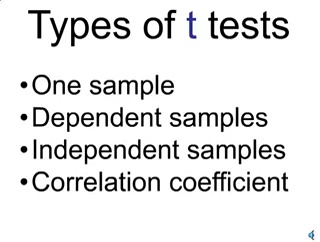 Types of t tests
•One sample
•Dependent samples
•Independent samples
•Correlation coefficient